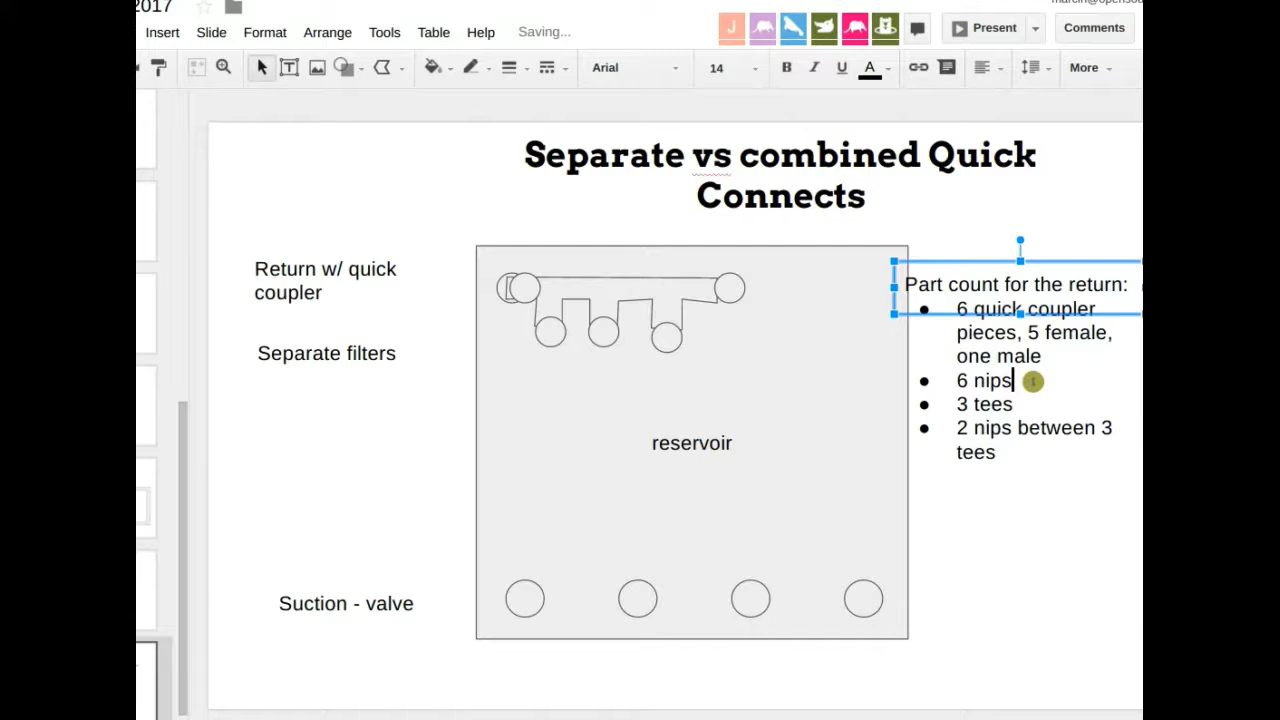 2017
Insert Slide Format Arrange Tools Table Help Saving...
J Present Comments
Arial 14 B I U A More
Separate vs combined Quick
Connects
Return w/ quick
coupler
Separate filters
reservoir
Suction - valve
Part count for the return:
● 6 quick coupler
pieces, 5 female,
one male
● 6 nips
● 3 tees
● 2 nips between 3
tees